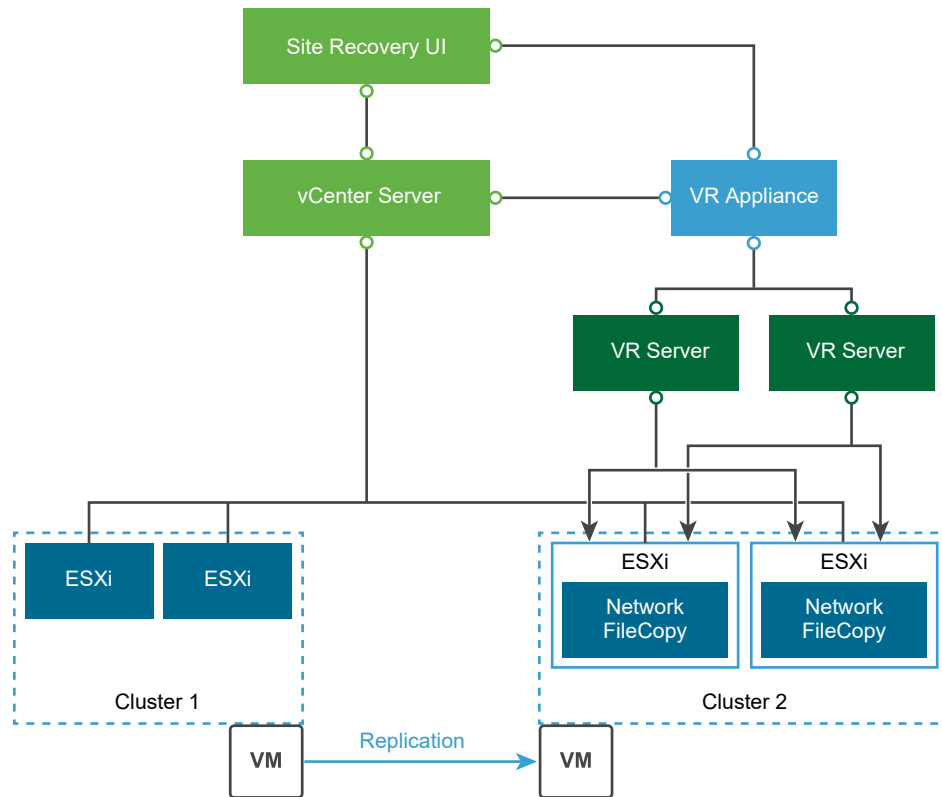 Site Recovery UI
vCenter Server
VR Appliance
VR Server
VR Server
ESXi
ESXi
ESXi
Network
FileCopy
ESXi
Network
FileCopy
Cluster 1
Cluster 2
VM
Replication
VM